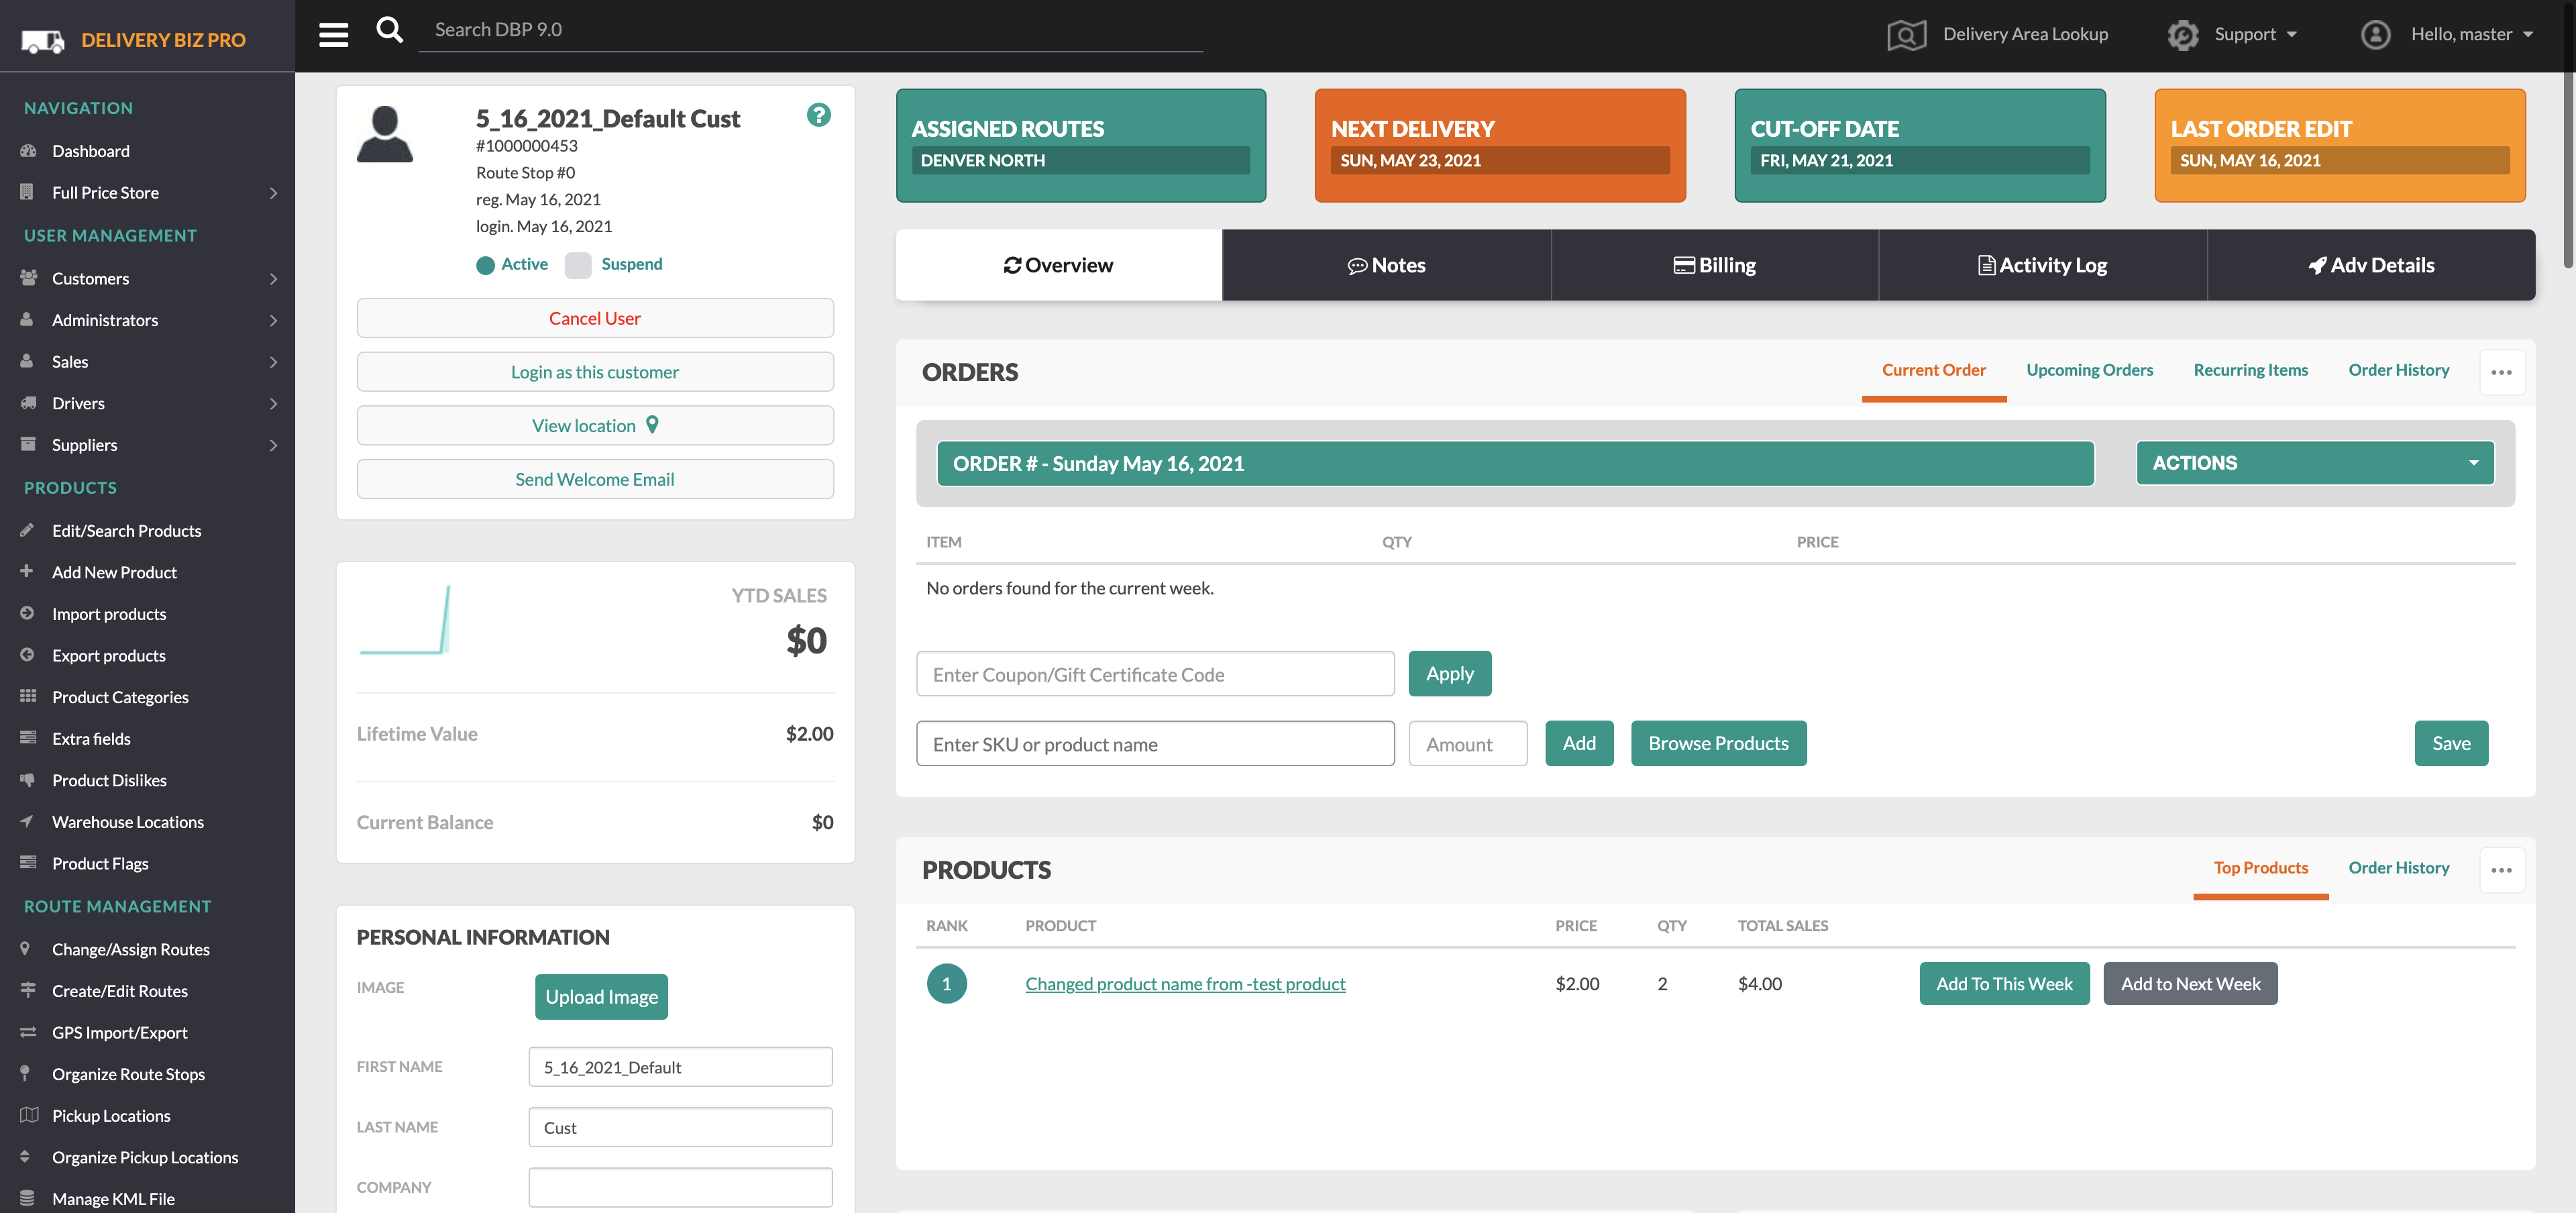 DELIVERY BIZ PRO
Search DBP 9.0
Delivery Area Lookup
Support
Hello, master
NAVIGATION
Dashboard
Full Price Store
USER MANAGEMENT
Customers
Administrators
Sales
Drivers
Suppliers
PRODUCTS
Edit/Search Products
Add New Product
Import products
Export products
Product Categories
Extra fields
Product Dislikes
Warehouse Locations
Product Flags
ROUTE MANAGEMENT
Change/Assign Routes
Create/Edit Routes
GPS Import/Export
Organize Route Stops
Pickup Locations
Organize Pickup Locations
Manage KML File
5_16_2021_Default Cust
?
#1000000453
Route Stop #0
reg. May 16, 2021
login. May 16, 2021
Active Suspend
Cancel User
Login as this customer
View location
Send Welcome Email
YTD SALES
$0
Lifetime Value $2.00
Current Balance $0
PERSONAL INFORMATION
IMAGE Upload Image
FIRST NAME 5_16_2021_Default
LAST NAME Cust
COMPANY
ASSIGNED ROUTES
DENVER NORTH
NEXT DELIVERY
SUN, MAY 23, 2021
CUT-OFF DATE
FRI, MAY 21, 2021
LAST ORDER EDIT
SUN, MAY 16, 2021
Overview Notes Billing Activity Log Adv Details
ORDERS Current Order Upcoming Orders Recurring Items Order History ...
ORDER # - Sunday May 16, 2021 ACTIONS
ITEM QTY PRICE
No orders found for the current week.
Enter Coupon/Gift Certificate Code Apply
Enter SKU or product name Amount Add Browse Products Save
PRODUCTS Top Products Order History ...
RANK PRODUCT PRICE QTY TOTAL SALES
1 Changed product name from -test product $2.00 2 $4.00 Add To This Week Add to Next Week